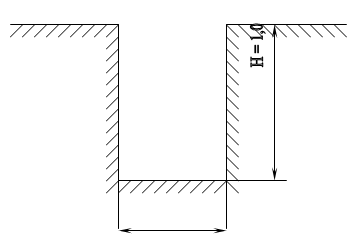 H = 1,0